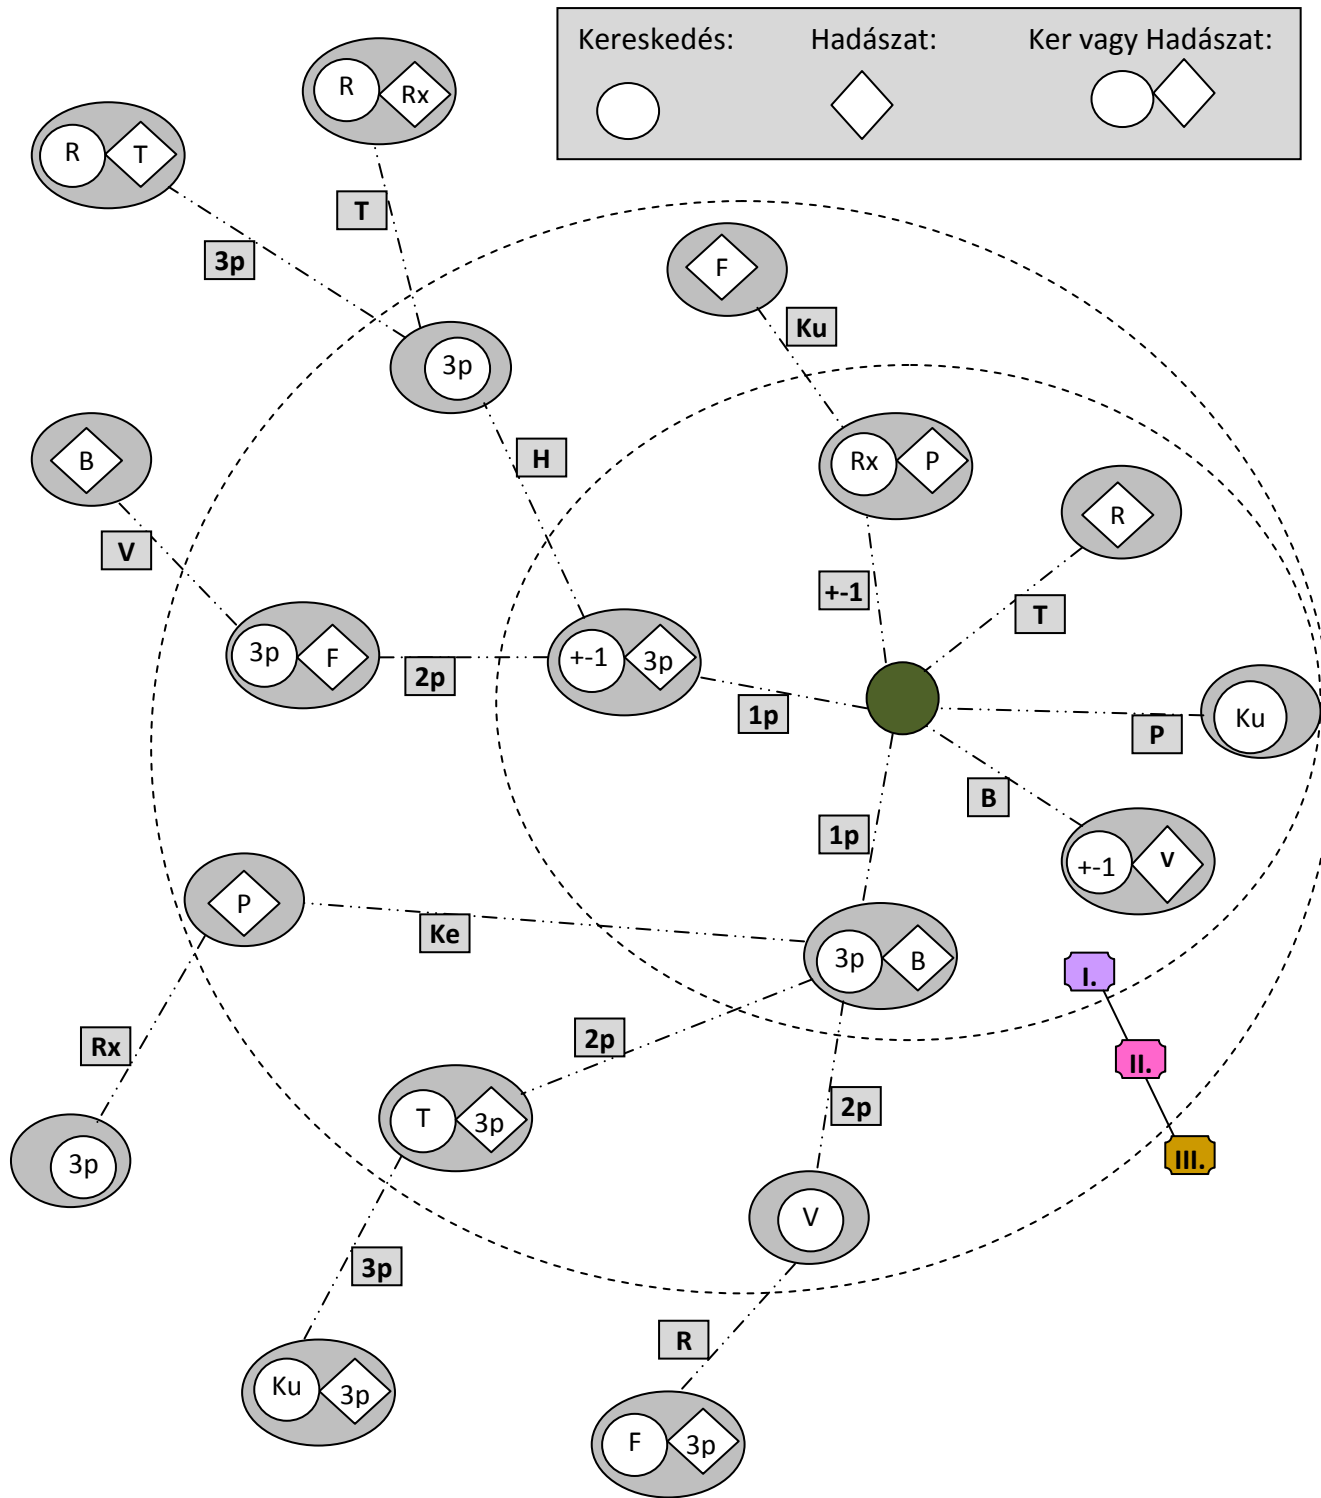 Kereskedés: Hadászat: Ker vagy Hadászat:
R Rx
R T
T
3p
F
Ku
3p
B
H
Rx P
R
V
+-1
T
3p F
2p
+-1 3p
1p
Ku
P
B
1p
+-1 v
P
Ke
3p B
I.
Rx
2p
II.
T 3p
2p
3p
III.
V
3p
R
Ku 3p
F 3p